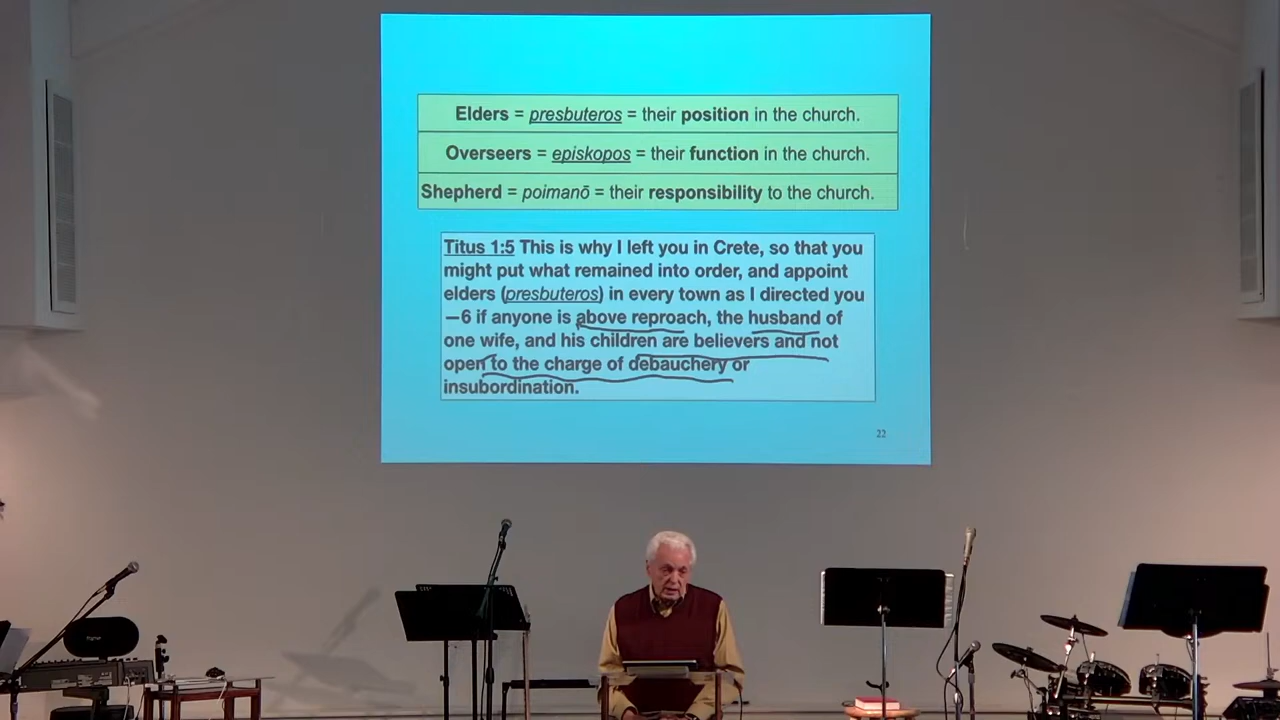 Elders = presbuteros = their position in the church.
Overseers = episkopos = their function in the church.
Shepherd = poimanō = their responsibility to the church.
Titus 1:5 This is why I left you in Crete, so that you
might put what remained into order, and appoint
elders (presbuteros) in every town as I directed you
—6 if anyone is above reproach, the husband of
one wife, and his children are believers and not
open to the charge of debauchery or
insubordination.
22